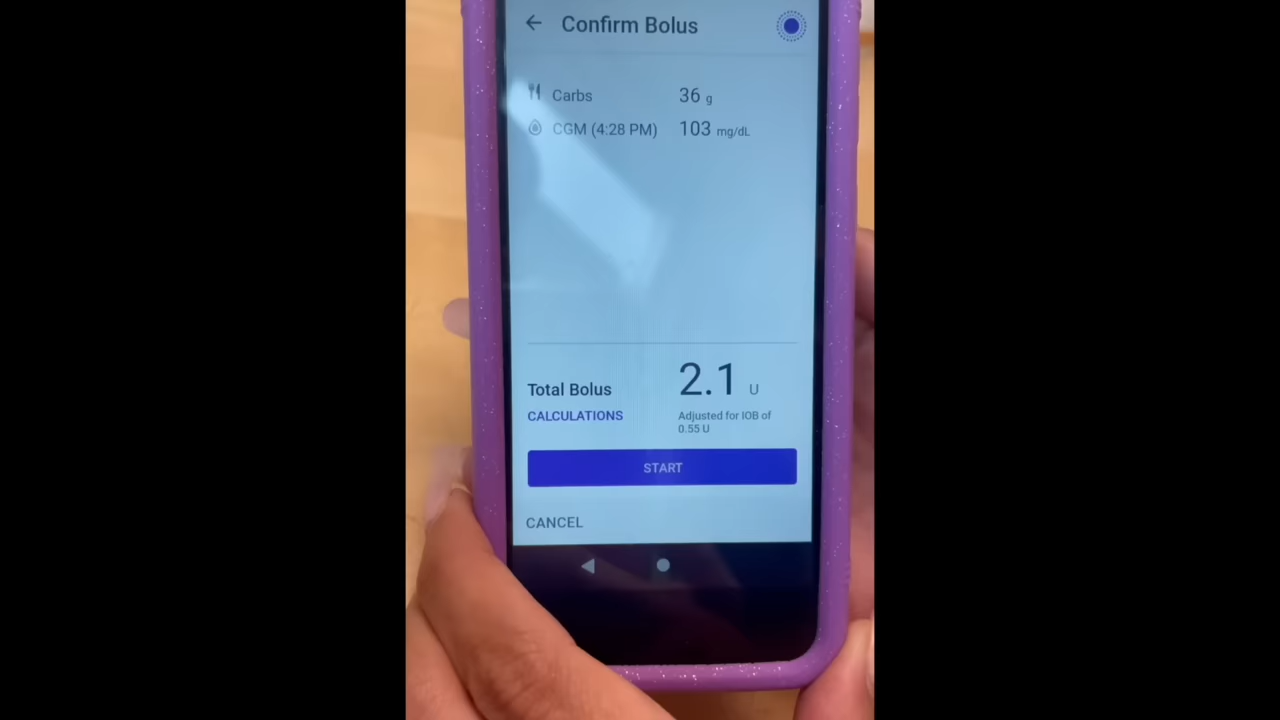 Confirm Bolus
Carbs 36 g
CGM (4:28 PM) 103 mg/dL
Total Bolus 2.1 U
CALCULATIONS Adjusted for IOB of
0.55 U
START
CANCEL